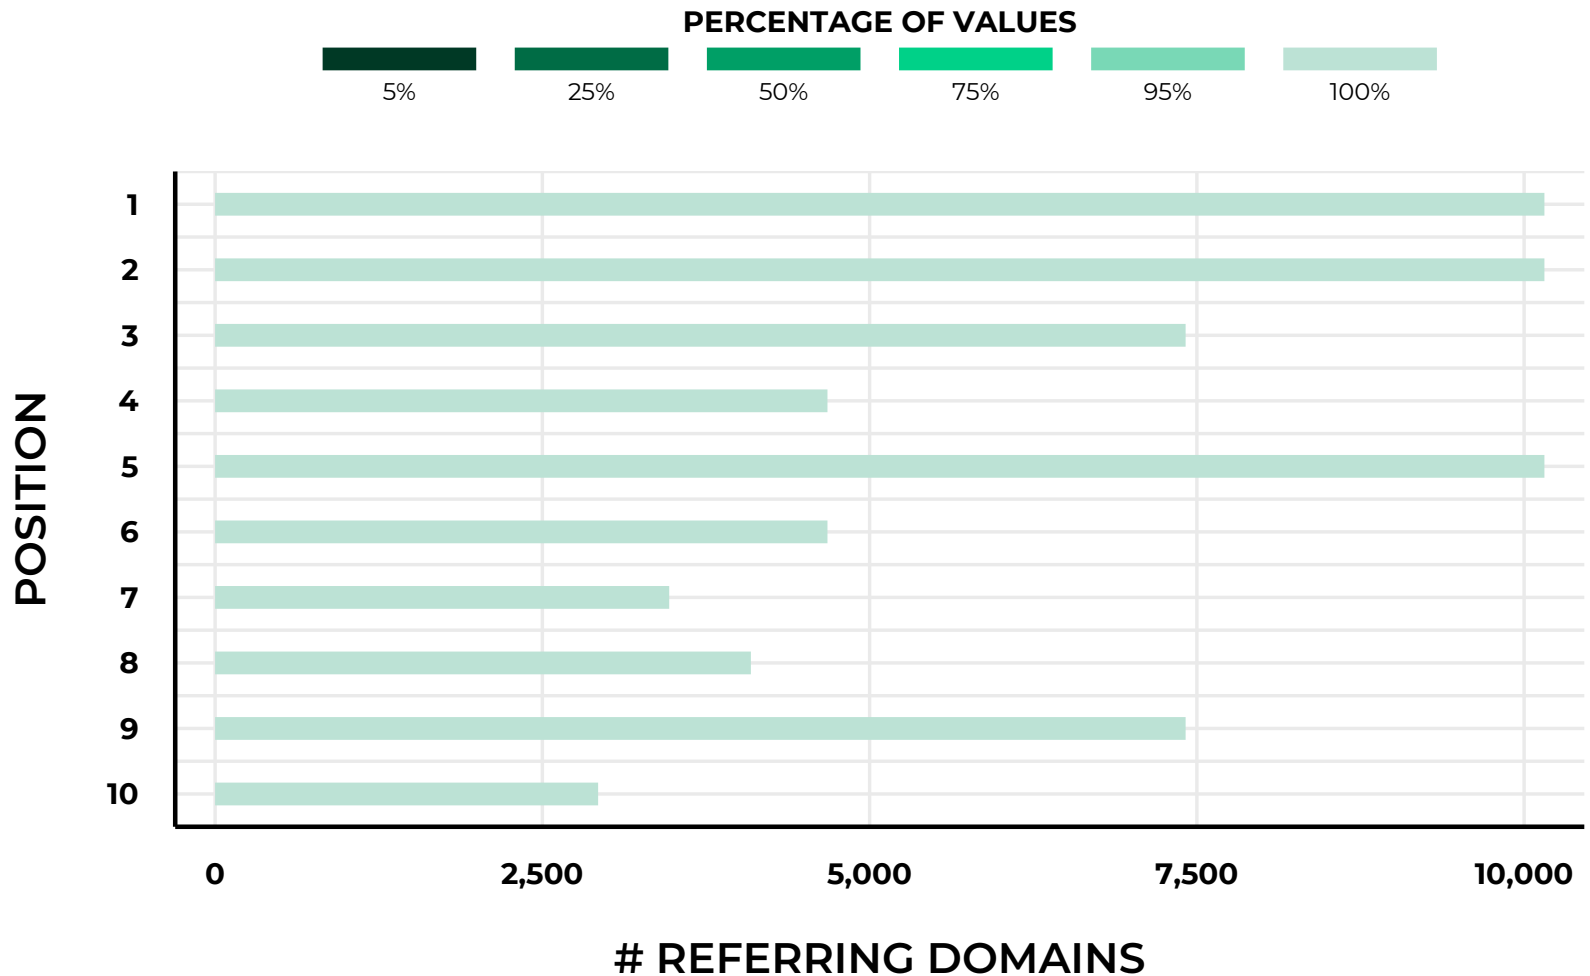 PERCENTAGE OF VALUES
5% 25% 50% 75% 95% 100%
1
2
3
4
5
6
7
8
9
10
POSITION
0 2,500 5,000 7,500 10,000
# REFERRING DOMAINS